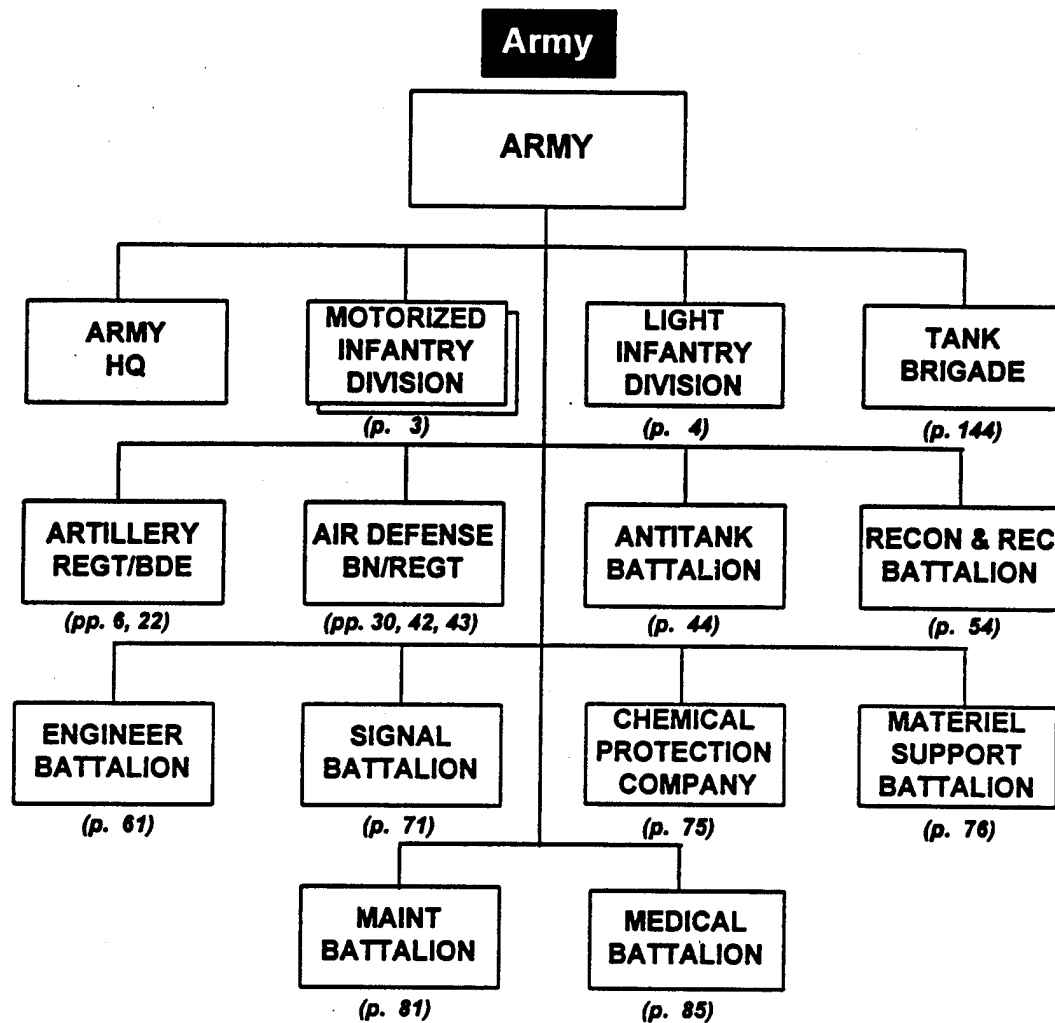 Army
ARMY
ARMY
HQ
MOTORIZED
INFANTRY
DIVISION
(p. 3)
LIGHT
INFANTRY
DIVISION
(p. 4)
TANK
BRIGADE
(p. 144)
ARTILLERY
REGT/BDE
(pp. 6, 22)
AIR DEFENSE
BN/REGT
(pp. 30, 42, 43)
ANTITANK
BATTALION
(p. 44)
RECON & REC
BATTALION
(p. 54)
ENGINEER
BATTALION
(p. 61)
SIGNAL
BATTALION
(p. 71)
CHEMICAL
PROTECTION
COMPANY
(p. 75)
MATERIEL
SUPPORT
BATTALION
(p. 76)
MAINT
BATTALION
(p. 81)
MEDICAL
BATTALION
(p. 85)